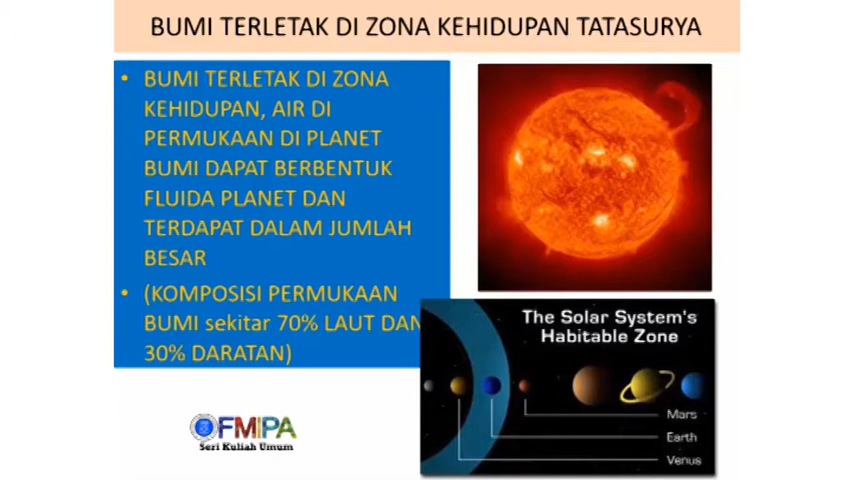 BUMI TERLETAK DI ZONA KEHIDUPAN TATASURYA
• BUMI TERLETAK DI ZONA
KEHIDUPAN, AIR DI
PERMUKAAN DI PLANET
BUMI DAPAT BERBENTUK
FLUIDA PLANET DAN
TERDAPAT DALAM JUMLAH
BESAR
• (KOMPOSISI PERMUKAAN
BUMI sekitar 70% LAUT DAN
30% DARATAN)
The Solar System's
Habitable Zone
Mars
Earth
Venus
FMIPA
Seri Kuliah Umum